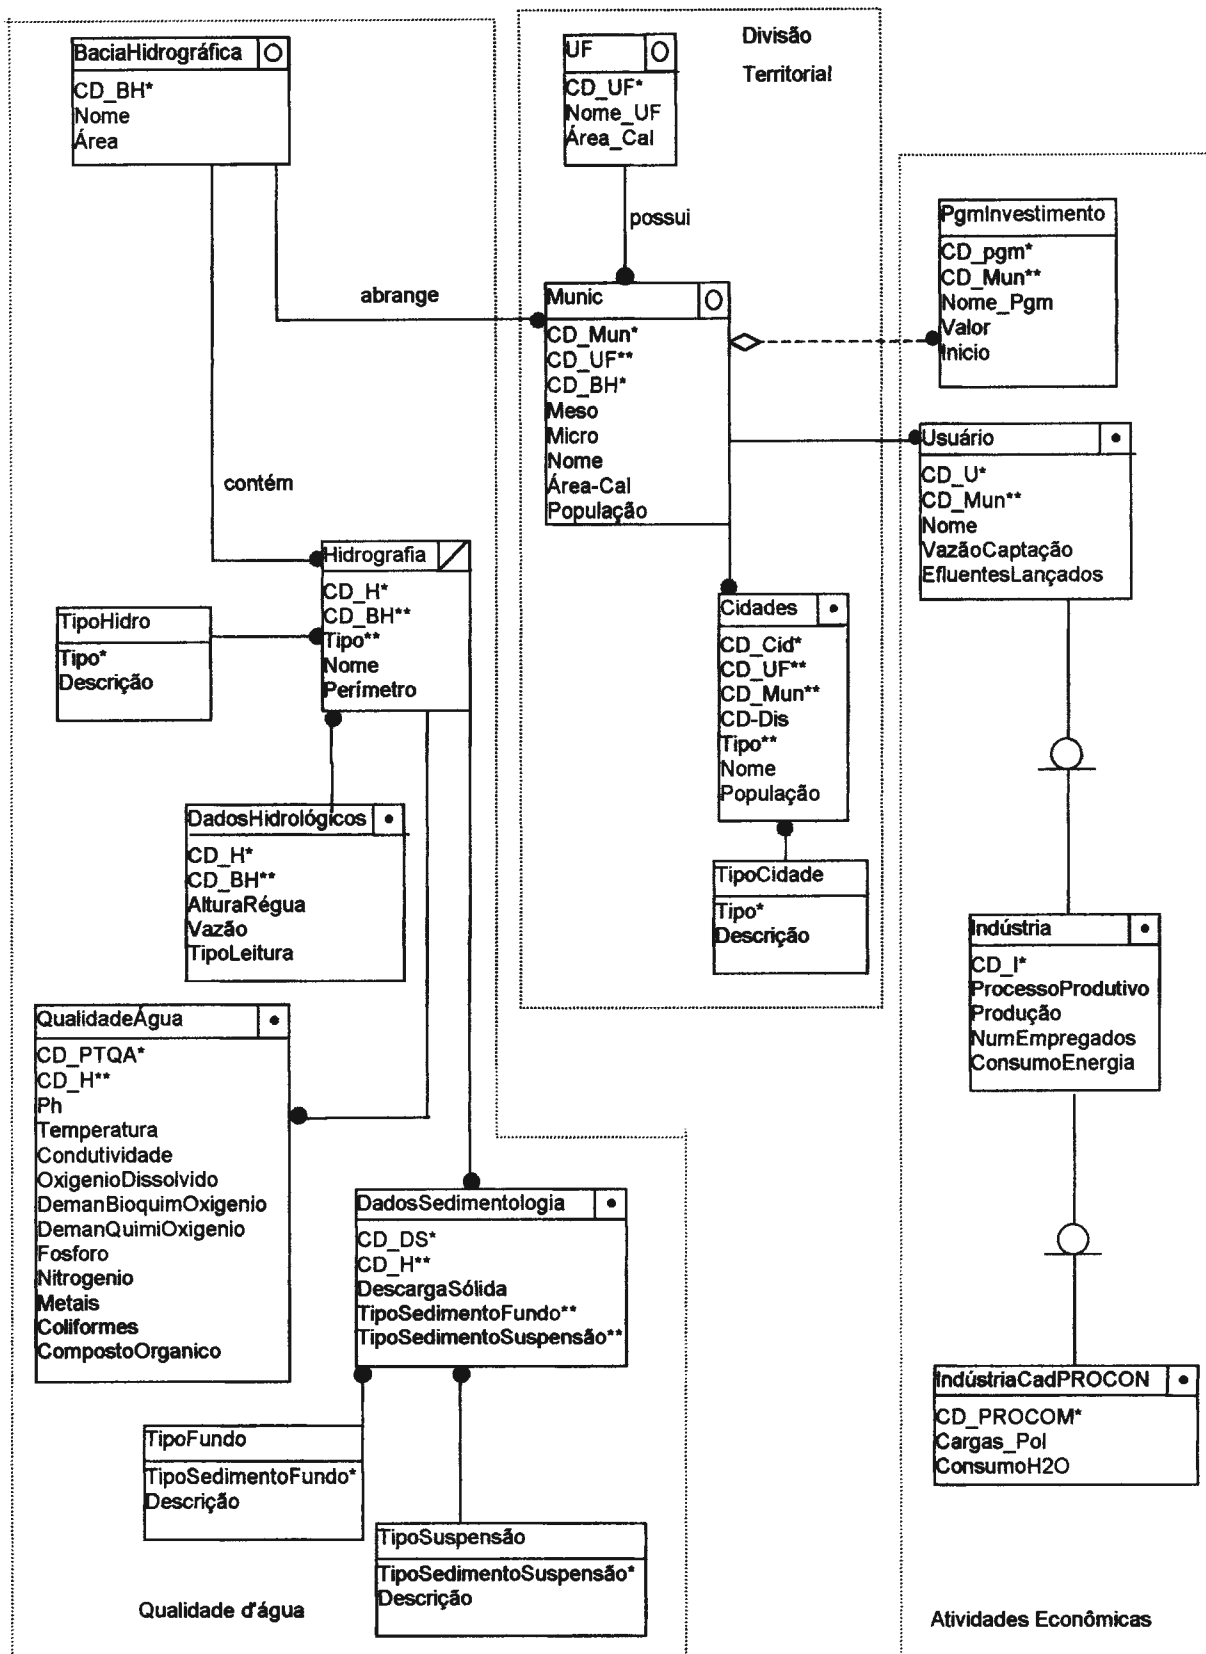 BaciaHidrográfica
CD_BH*
Nome
Área
UF
CD_UF*
Nome_UF
Área_Cal
Divisão
Territorial
possui
abrange
contém
Munic
CD_Mun*
CD_UF**
CD_BH*
Meso
Micro
Nome
Área-Cal
População
PgmInvestimento
CD_pgm*
CD_Mun**
Nome_Pgm
Valor
Inicio
Usuário
CD_U*
CD_Mun**
Nome
VazãoCaptação
EfluentesLançados
Hidrografia
CD_H*
CD_BH**
Tipo**
Nome
Perímetro
TipoHidro
Tipo*
Descrição
Cidades
CD_Cid*
CD_UF**
CD_Mun**
CD-Dis
Tipo**
Nome
População
DadosHidrológicos
CD_H*
CD_BH**
AlturaRégua
Vazão
TipoLeitura
TipoCidade
Tipo*
Descrição
Indústria
CD_I*
ProcessoProdutivo
Produção
NumEmpregados
ConsumoEnergia
QualidadeÁgua
CD_PTQA*
CD_H**
Ph
Temperatura
Condutividade
OxigenioDissolvido
DemanBioquimOxigenio
DemanQuimiOxigenio
Fosforo
Nitrogenio
Metais
Coliformes
CompostoOrganico
DadosSedimentologia
CD_DS*
CD_H**
DescargaSólida
TipoSedimentoFundo**
TipoSedimentoSuspensão**
IndústriaCadPROCON
CD_PROCOM*
Cargas_Pol
ConsumoH2O
TipoFundo
TipoSedimentoFundo*
Descrição
TipoSuspensão
TipoSedimentoSuspensão*
Descrição
Qualidade d'água
Atividades Econômicas